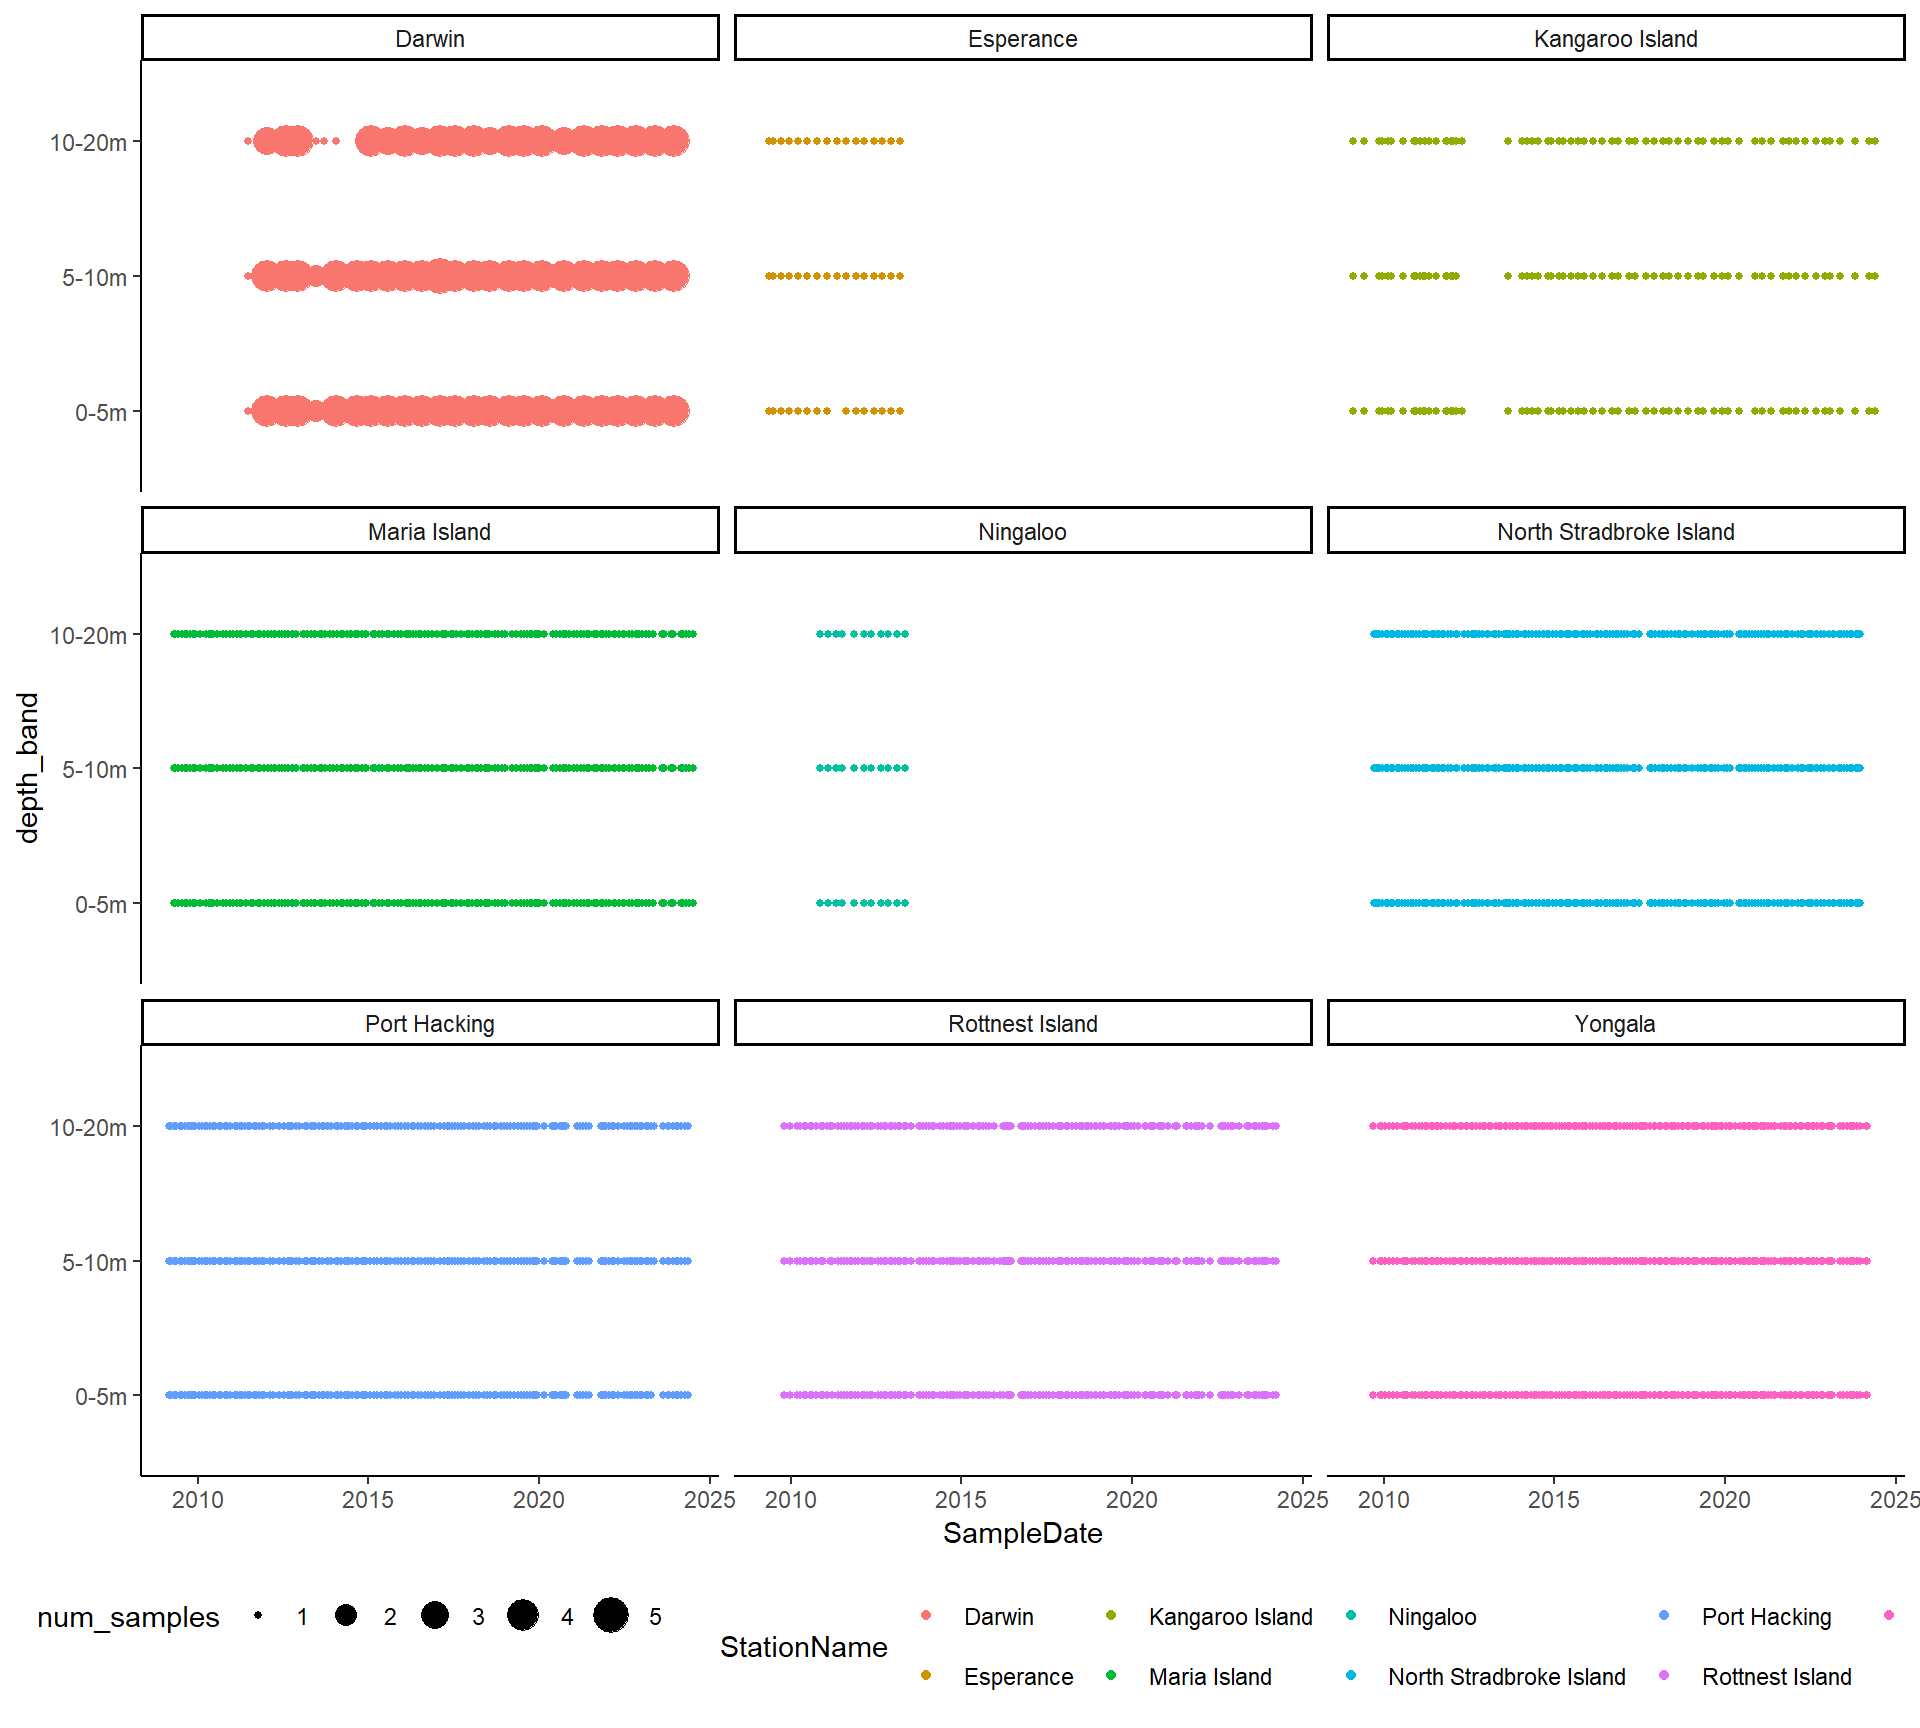 Darwin Esperance Kangaroo Island
10-20m
5-10m
0-5m
Maria Island Ningaloo North Stradbroke Island
10-20m
5-10m
0-5m
depth_band
Port Hacking Rottnest Island Yongala
10-20m
5-10m
0-5m
2010 2015 2020 2025 2010 2015 2020 2025 2010 2015 2020 2025
SampleDate
num_samples 1 2 3 4 5
StationName
Darwin Kangaroo Island Ningaloo Port Hacking
Esperance Maria Island North Stradbroke Island Rottnest Island